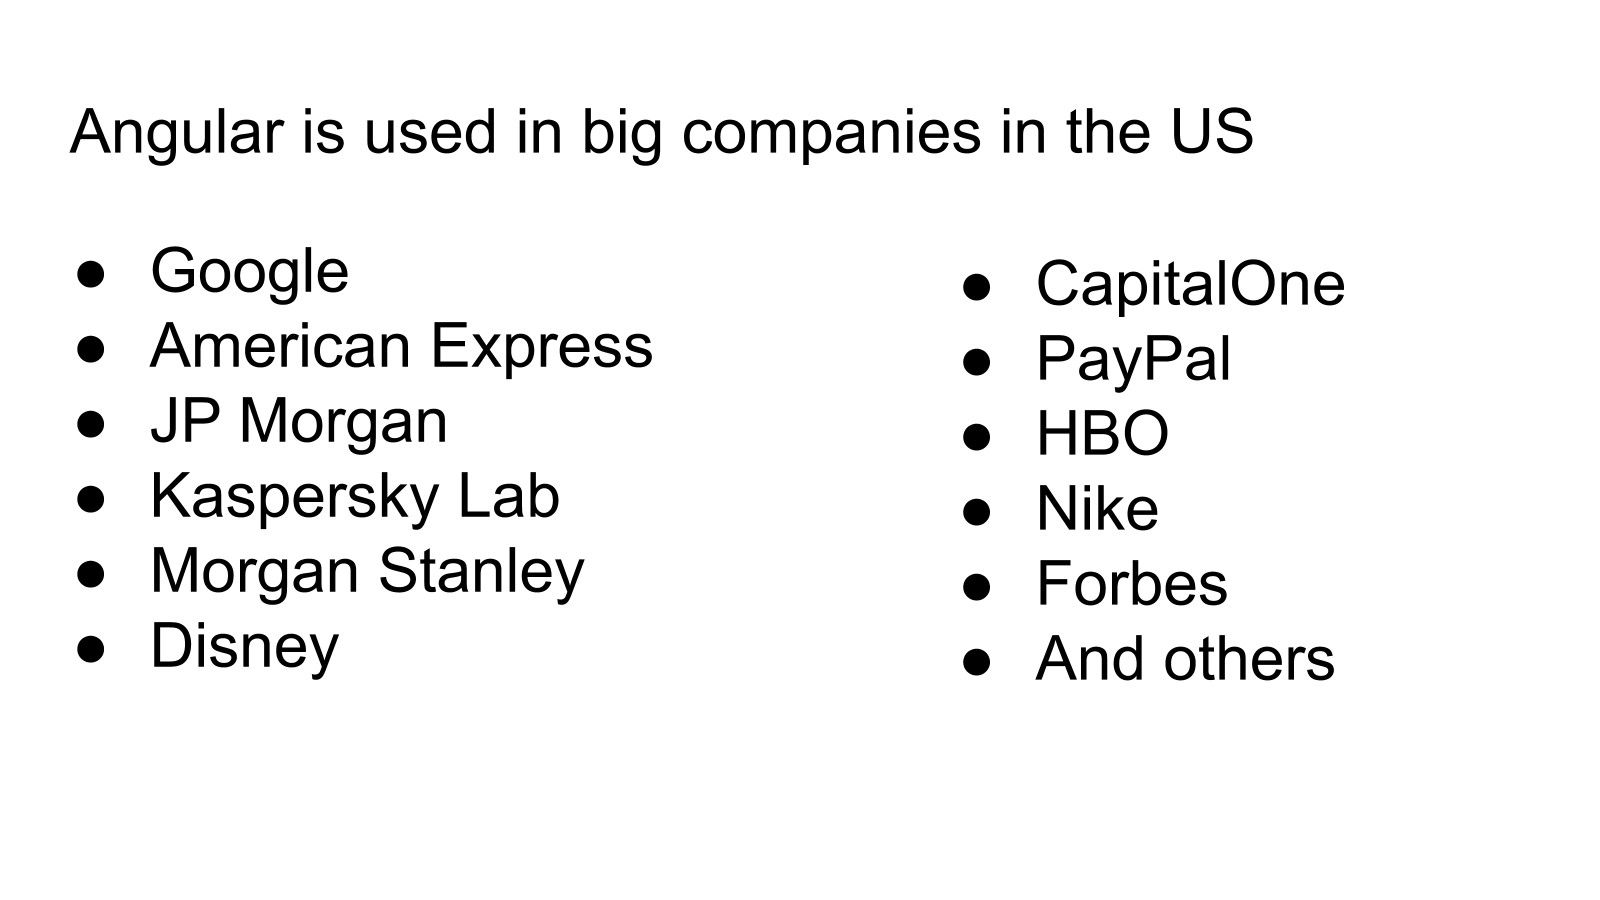 Angular is used in big companies in the US
● Google
● American Express
● JP Morgan
● Kaspersky Lab
● Morgan Stanley
● Disney
● CapitalOne
● PayPal
● HBO
● Nike
● Forbes
● And others